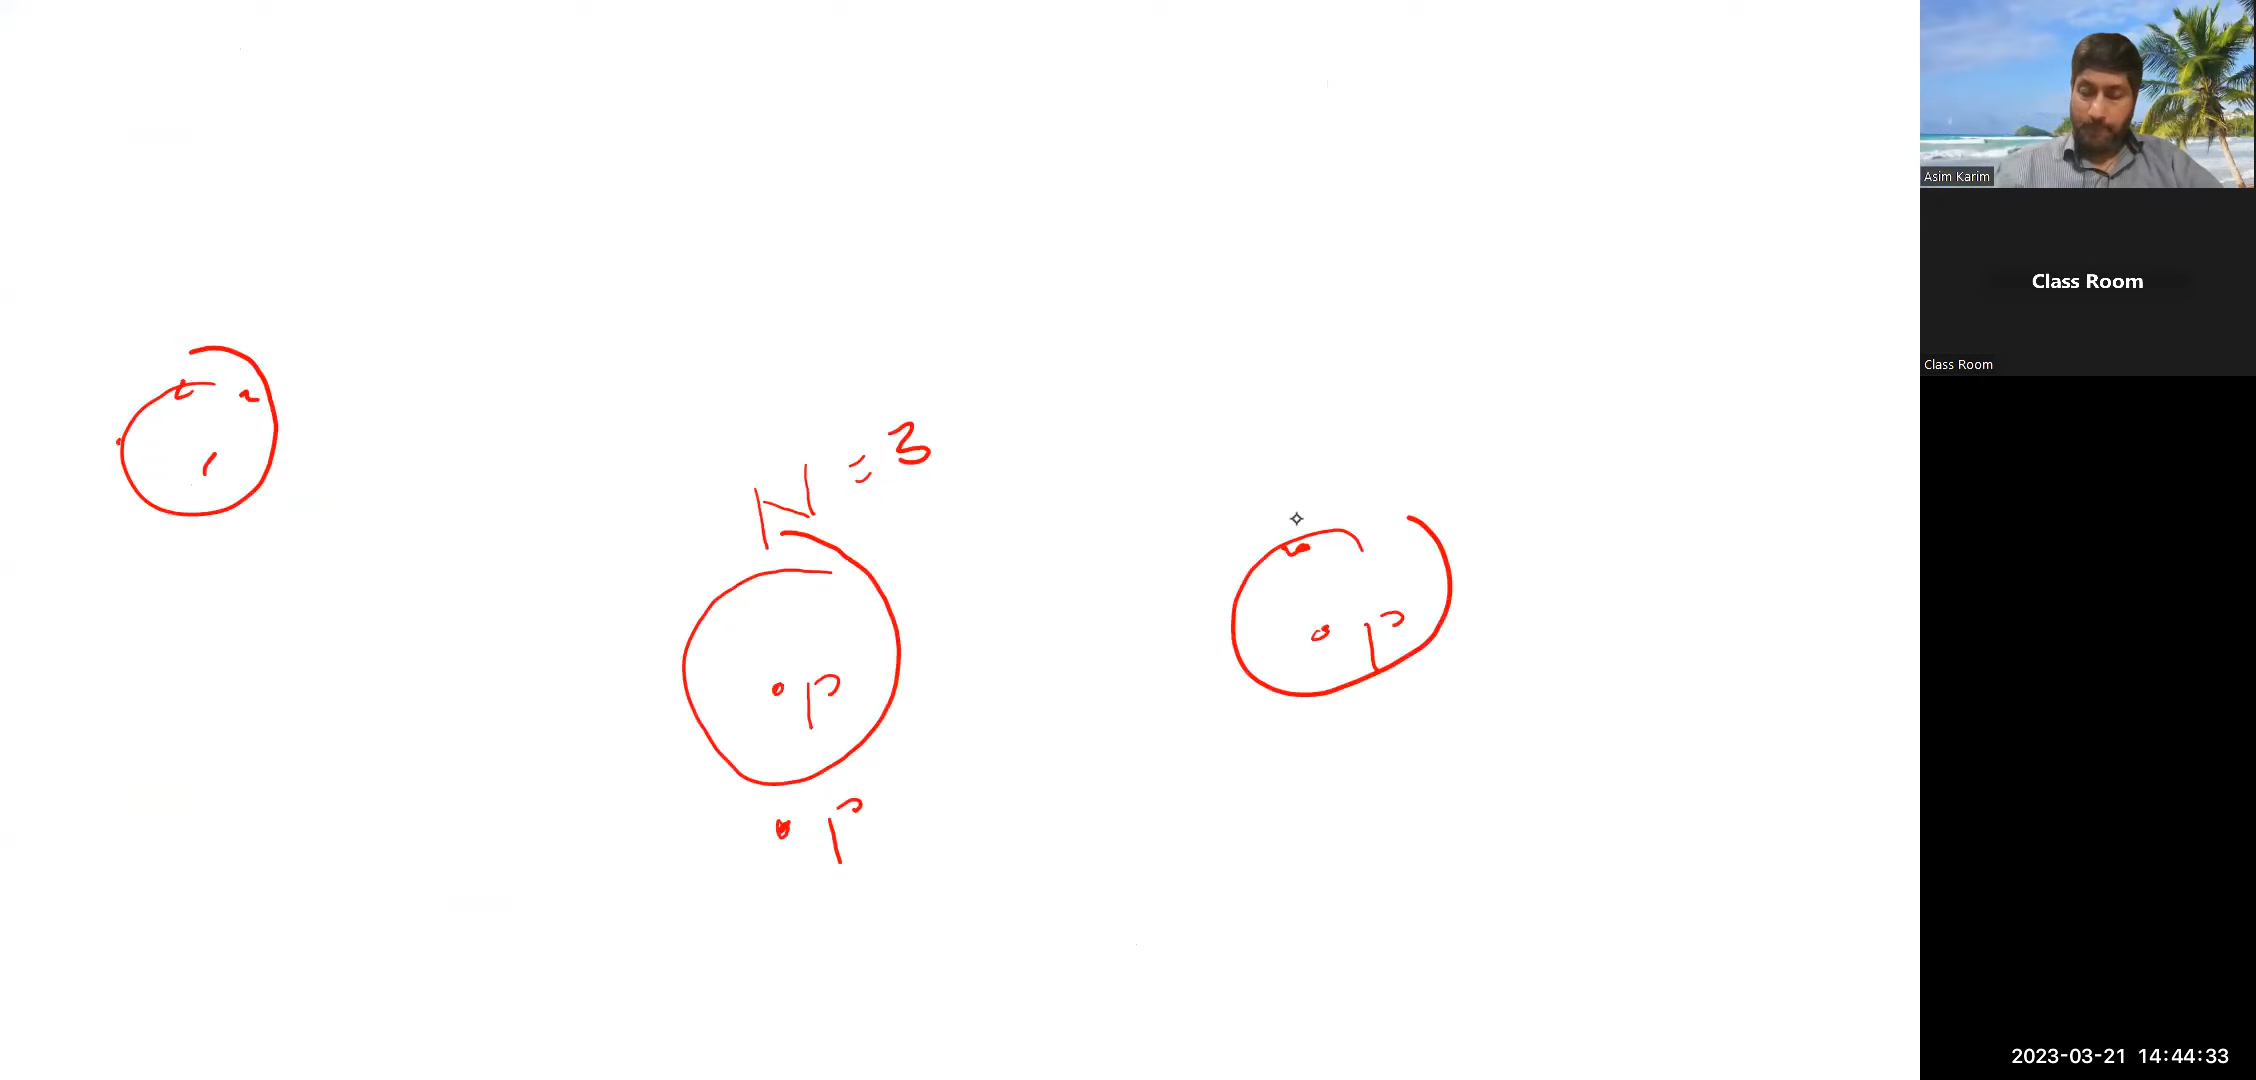 N = 3
P
P
P
Asim Karim
Class Room
Class Room
2023-03-21 14:44:33